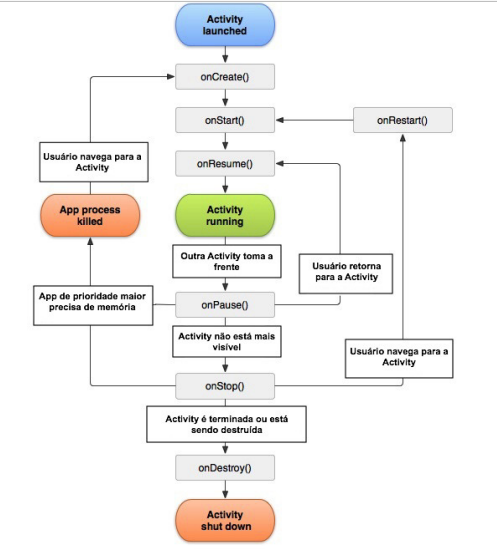 Activity
launched
onCreate()
onStart()
onRestart()
onResume()
Usuário navega para a
Activity
App process
killed
Activity
running
Outra Activity toma a
frente
Usuário retorna
para a Activity
App de prioridade maior
precisa de memória
onPause()
Activity não está mais
visível
Usuário navega para a
Activity
onStop()
Activity é terminada ou está
sendo destruída
onDestroy()
Activity
shut down